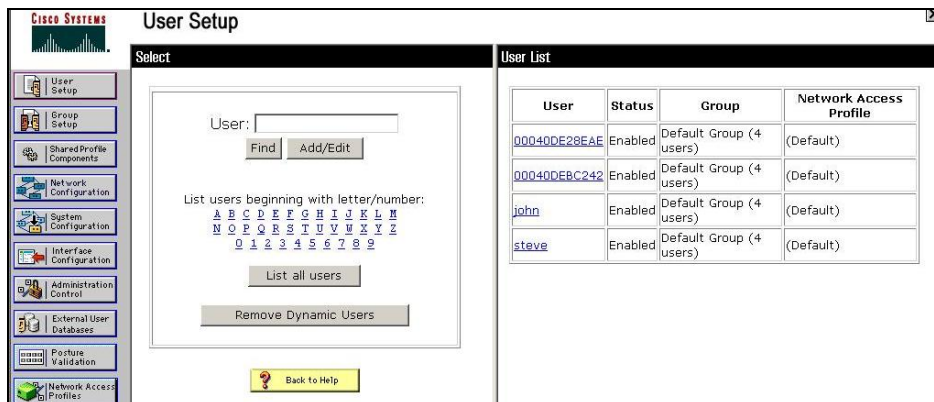 CISCO SYSTEMS
User Setup
Select
User Setup
Group Setup
Shared Profile Components
Network Configuration
System Configuration
Interface Configuration
Administration Control
External User Databases
Posture Validation
Network Access Profiles
User:
Find Add/Edit
List users beginning with letter/number:
A B C D E F G H I J K L M
N O P Q R S T U V W X Y Z
0 1 2 3 4 5 6 7 8 9
List all users
Remove Dynamic Users
Back to Help
User List
User Status Group Network Access Profile
00040DE28EAE Enabled Default Group (4 users) (Default)
00040DEBC242 Enabled Default Group (4 users) (Default)
john Enabled Default Group (4 users) (Default)
steve Enabled Default Group (4 users) (Default)